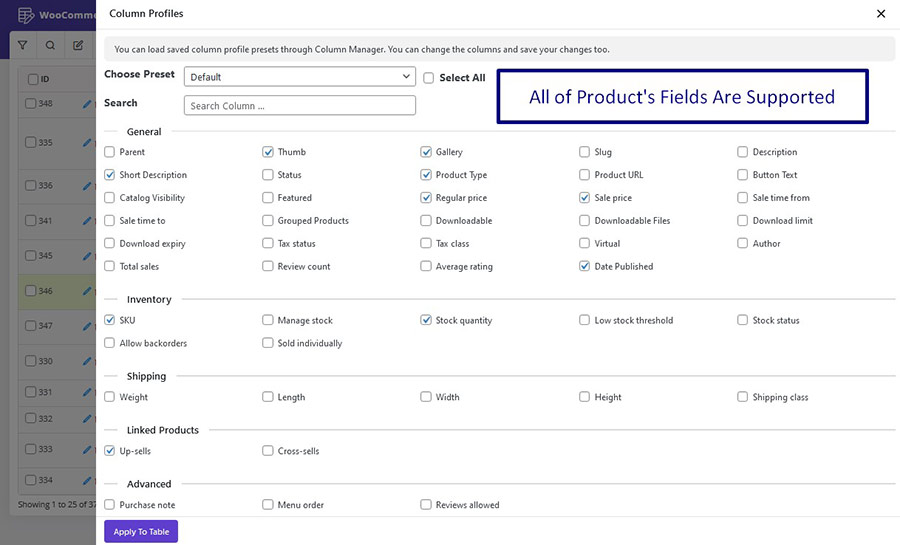 WooComme
Column Profiles
You can load saved column profile presets through Column Manager. You can change the columns and save your changes too.
Choose Preset Default Select All
All of Product's Fields Are Supported
Search Search Column ...
General
Parent Thumb Gallery Slug Description
Short Description Status Product Type Product URL Button Text
Catalog Visibility Featured Regular price Sale price Sale time from
Sale time to Grouped Products Downloadable Downloadable Files Download limit
Download expiry Tax status Tax class Virtual Author
Total sales Review count Average rating Date Published
Inventory
SKU Manage stock Stock quantity Low stock threshold Stock status
Allow backorders Sold individually
Shipping
Weight Length Width Height Shipping class
Linked Products
Up-sells Cross-sells
Advanced
Purchase note Menu order Reviews allowed
Apply To Table
ID
348
335
336
341
345
346
347
330
331
332
333
334
Showing 1 to 25 of 37